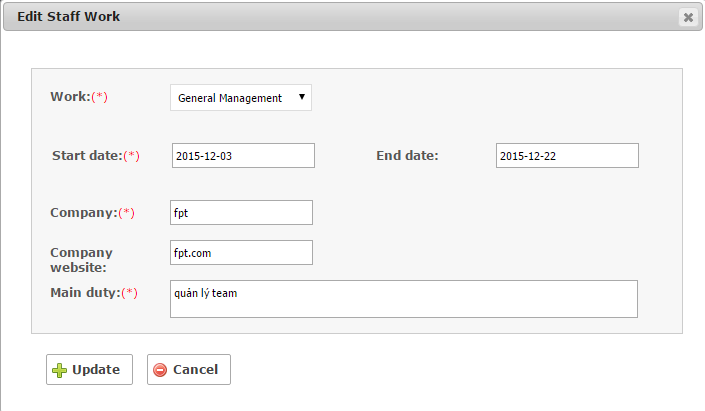 Edit Staff Work
Work:(*) General Management
Start date:(*) 2015-12-03 End date: 2015-12-22
Company:(*) fpt
Company website: fpt.com
Main duty:(*) quản lý team
Update Cancel